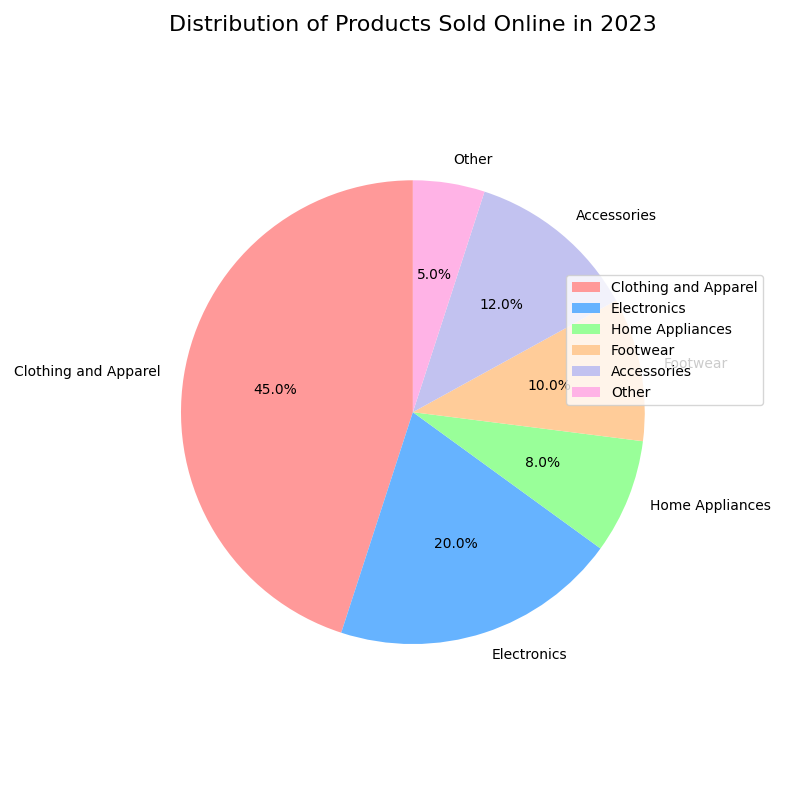 Distribution of Products Sold Online in 2023
Other
Accessories
5.0%
12.0%
Clothing and Apparel
Electronics
Home Appliances
Footwear
Accessories
Other
Footwear
Clothing and Apparel
45.0%
10.0%
8.0%
Home Appliances
20.0%
Electronics